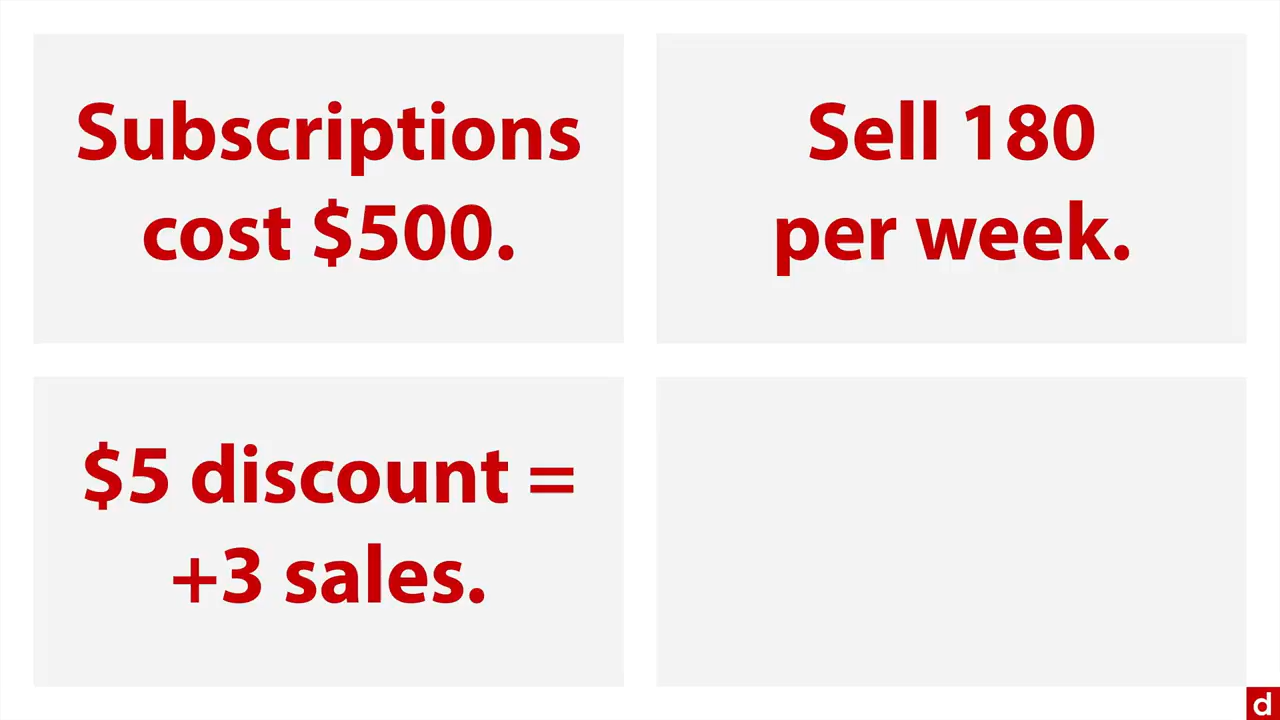 Subscriptions
cost $500.
Sell 180
per week.
$5 discount =
+3 sales.
d